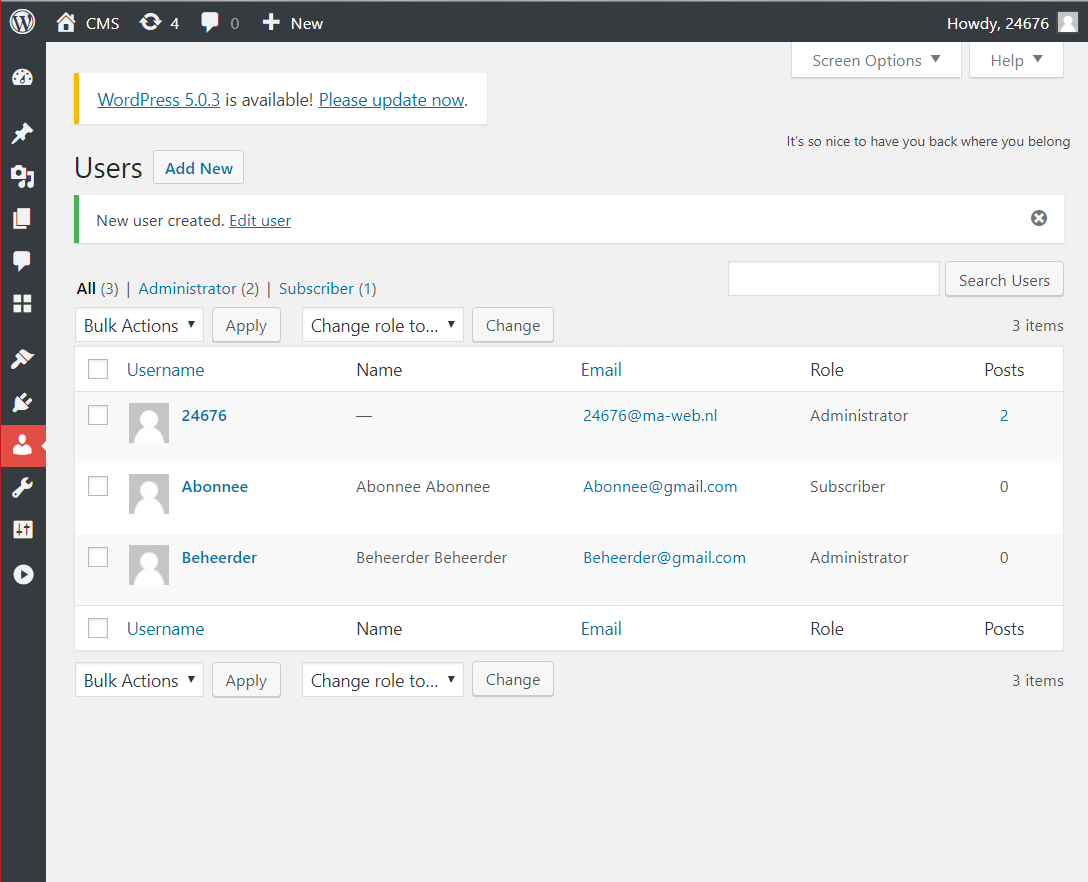 CMS 4 0 New Howdy, 24676
Screen Options Help
WordPress 5.0.3 is available! Please update now.
It's so nice to have you back where you belong
Users Add New
New user created. Edit user
All (3) | Administrator (2) | Subscriber (1)
Search Users
Bulk Actions Apply Change role to... Change 3 items
Username Name Email Role Posts
24676 — 24676@ma-web.nl Administrator 2
Abonnee Abonnee Abonnee Abonnee@gmail.com Subscriber 0
Beheerder Beheerder Beheerder Beheerder@gmail.com Administrator 0
Username Name Email Role Posts
Bulk Actions Apply Change role to... Change 3 items